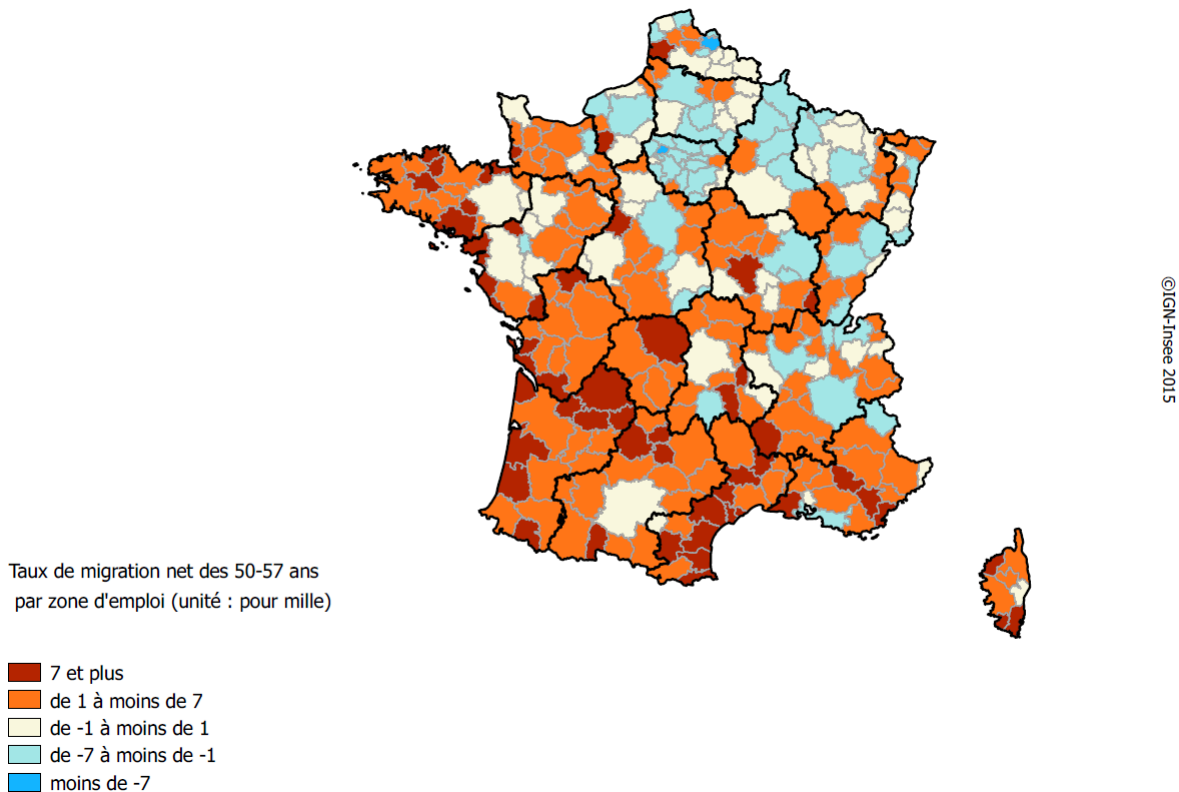 ©IGN-Insee 2015
Taux de migration net des 50-57 ans
par zone d'emploi (unité : pour mille)
7 et plus
de 1 à moins de 7
de -1 à moins de 1
de -7 à moins de -1
moins de -7